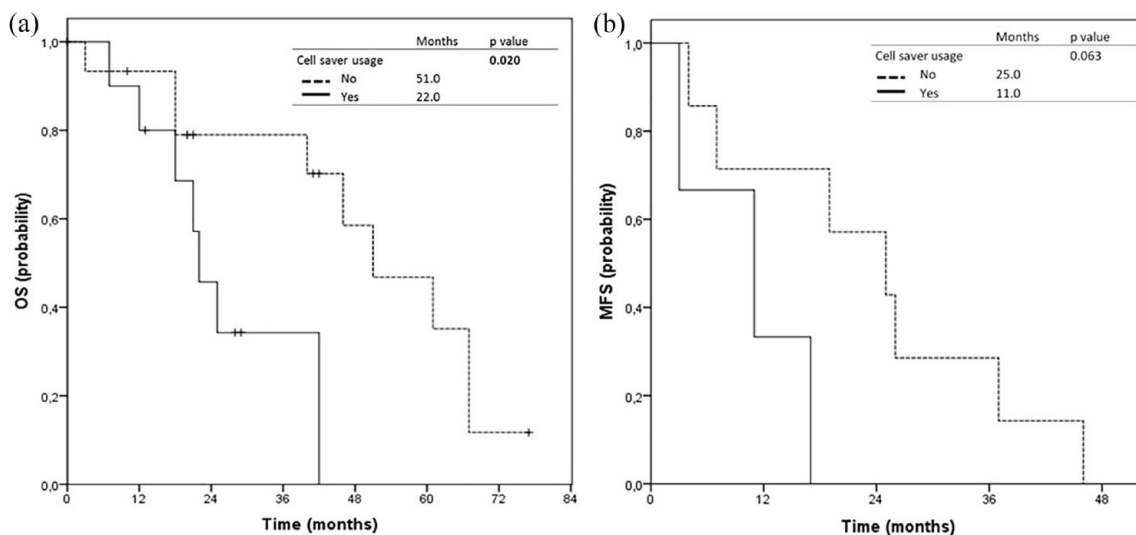 (a)
Months p value
Cell saver usage 0.020
No 51.0
Yes 22.0
1,0
0,8
0,6
0,4
0,2
0,0
OS (probability)
0 12 24 36 48 60 72 84
Time (months)
(b)
Months p value
Cell saver usage 0.063
No 25.0
Yes 11.0
1,0
0,8
0,6
0,4
0,2
0,0
MFS (probability)
0 12 24 36 48
Time (months)